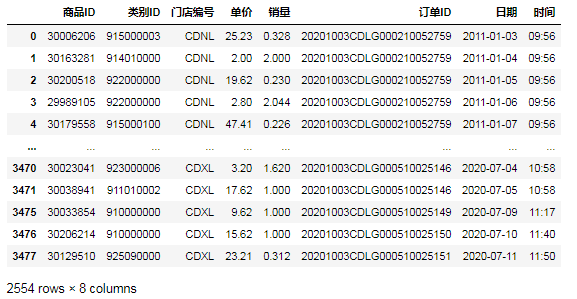 商品ID 类别ID 门店编号 单价 销量 订单ID 日期 时间
0 30006206 915000003 CDNL 25.23 0.328 20201003CDLG000210052759 2011-01-03 09:56
1 30163281 914010000 CDNL 2.00 2.000 20201003CDLG000210052759 2011-01-04 09:56
2 30200518 922000000 CDNL 19.62 0.230 20201003CDLG000210052759 2011-01-05 09:56
3 29989105 922000000 CDNL 2.80 2.044 20201003CDLG000210052759 2011-01-06 09:56
4 30179558 915000100 CDNL 47.41 0.226 20201003CDLG000210052759 2011-01-07 09:56
... ... ... ... ... ... ... ... ...
3470 30023041 923000006 CDXL 3.20 1.620 20201003CDLG000510025146 2020-07-04 10:58
3471 30038941 911010002 CDXL 17.62 1.000 20201003CDLG000510025146 2020-07-05 10:58
3475 30033854 910000000 CDXL 9.62 1.000 20201003CDLG000510025149 2020-07-09 11:17
3476 30206214 910000000 CDXL 15.62 1.000 20201003CDLG000510025150 2020-07-10 11:40
3477 30129510 925090000 CDXL 23.21 0.312 20201003CDLG000510025151 2020-07-11 11:50
2554 rows × 8 columns